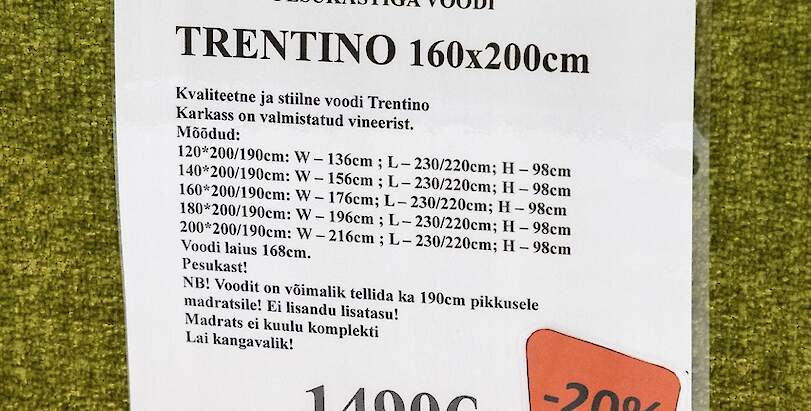 PESUKASTIGA VOODI
TRENTINO 160x200cm
Kvaliteetne ja stiilne voodi Trentino
Karkass on valmistatud vineerist.
Mõõdud:
120*200/190cm: W – 136cm ; L – 230/220cm; H – 98cm
140*200/190cm: W – 156cm ; L – 230/220cm; H – 98cm
160*200/190cm: W – 176cm; L – 230/220cm; H – 98cm
180*200/190cm: W – 196cm ; L – 230/220cm; H – 98cm
200*200/190cm: W – 216cm ; L – 230/220cm; H – 98cm
Voodi laius 168cm.
Pesukast!
NB! Voodit on võimalik tellida ka 190cm pikkusele
madratsile! Ei lisandu lisatasu!
Madrats ei kuulu komplekti
Lai kangavalik!
-20%